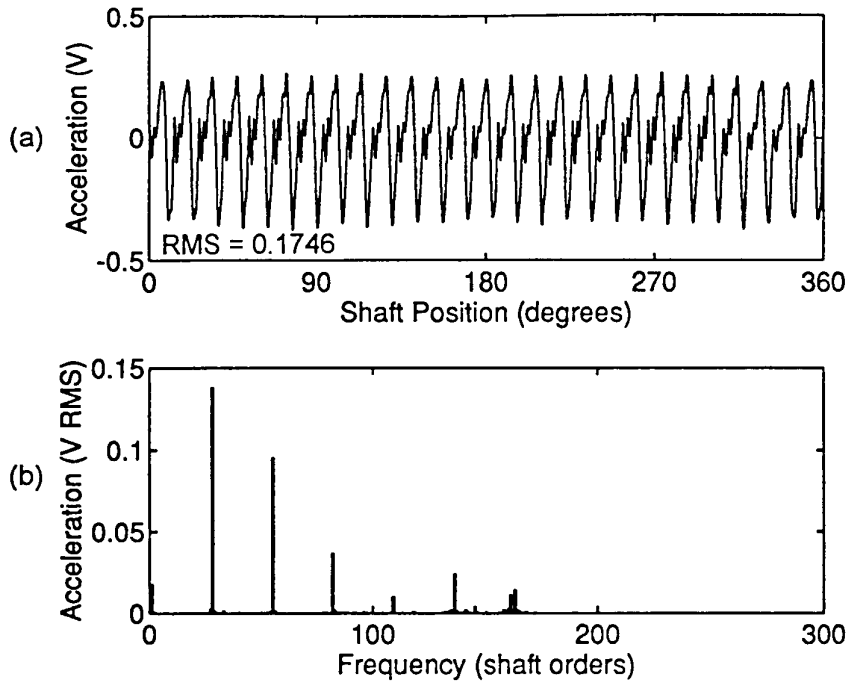 (a)
Acceleration (V)
0.5
0
-0.5
RMS = 0.1746
0 90 180 270 360
Shaft Position (degrees)
(b)
Acceleration (V RMS)
0.15
0.1
0.05
0
0 100 200 300
Frequency (shaft orders)